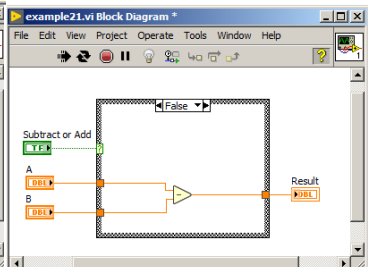 example21.vi Block Diagram *
File Edit View Project Operate Tools Window Help
?
1
False
Subtract or Add
TF
?
A
DBL
B
DBL
Result
DBL